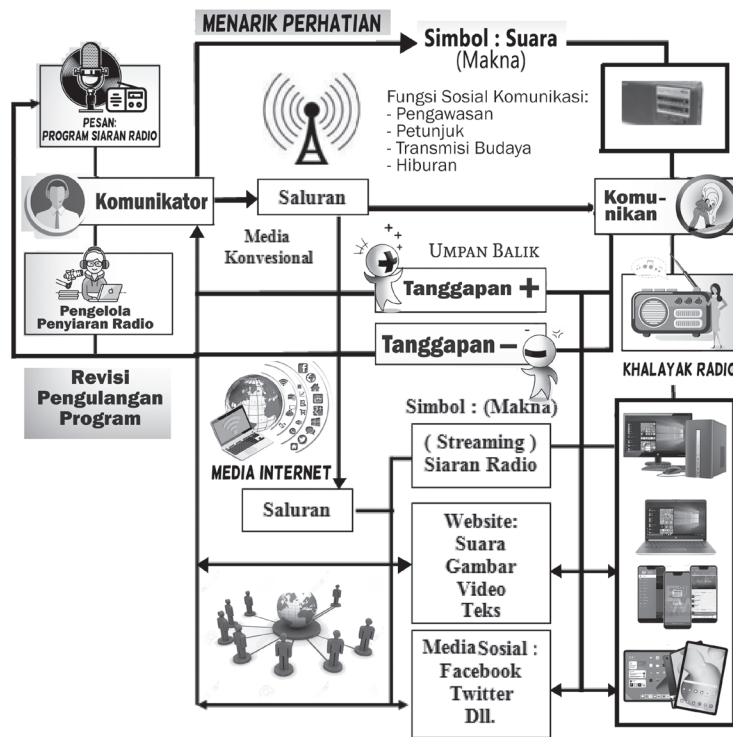 MENARIK PERHATIAN
Simbol : Suara
(Makna)
PESAN:
PROGRAM SIARAN RADIO
Fungsi Sosial Komunikasi:
- Pengawasan
- Petunjuk
- Transmisi Budaya
- Hiburan
Komunikator
Saluran
Komu-
nikan
Media
Konvesional
UMPAN BALIK
Pengelola
Penyiaran Radio
Tanggapan +
Tanggapan -
KHALAYAK RADIO
Revisi
Pengulangan
Program
Simbol : (Makna)
( Streaming )
Siaran Radio
MEDIA INTERNET
Saluran
Website:
Suara
Gambar
Video
Teks
Media Sosial :
Facebook
Twitter
Dll.